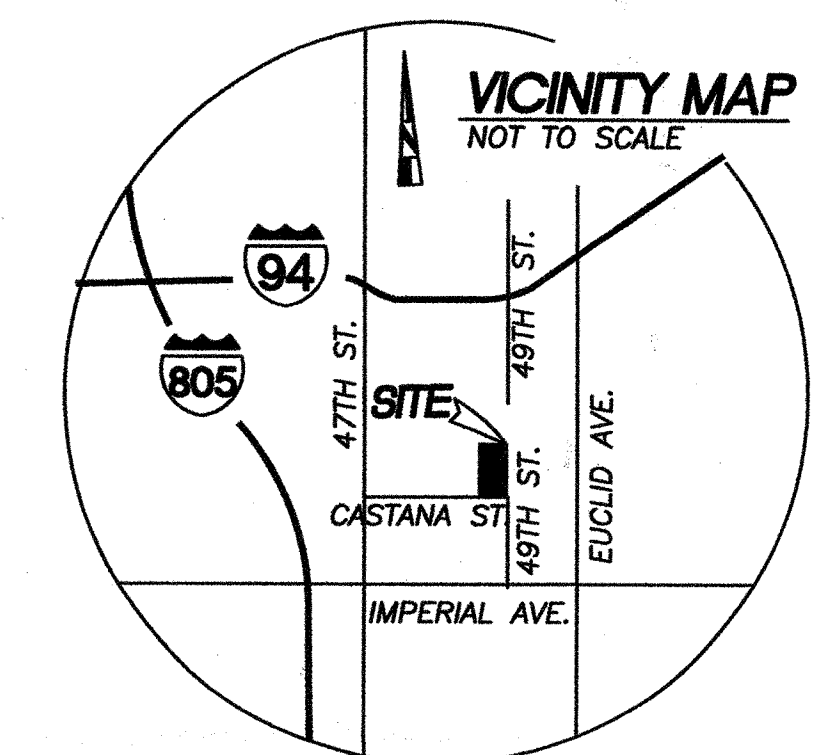 VICINITY MAP
NOT TO SCALE
94
805
47TH ST.
49TH ST.
SITE
49TH ST.
EUCLID AVE.
CASTANA ST.
IMPERIAL AVE.